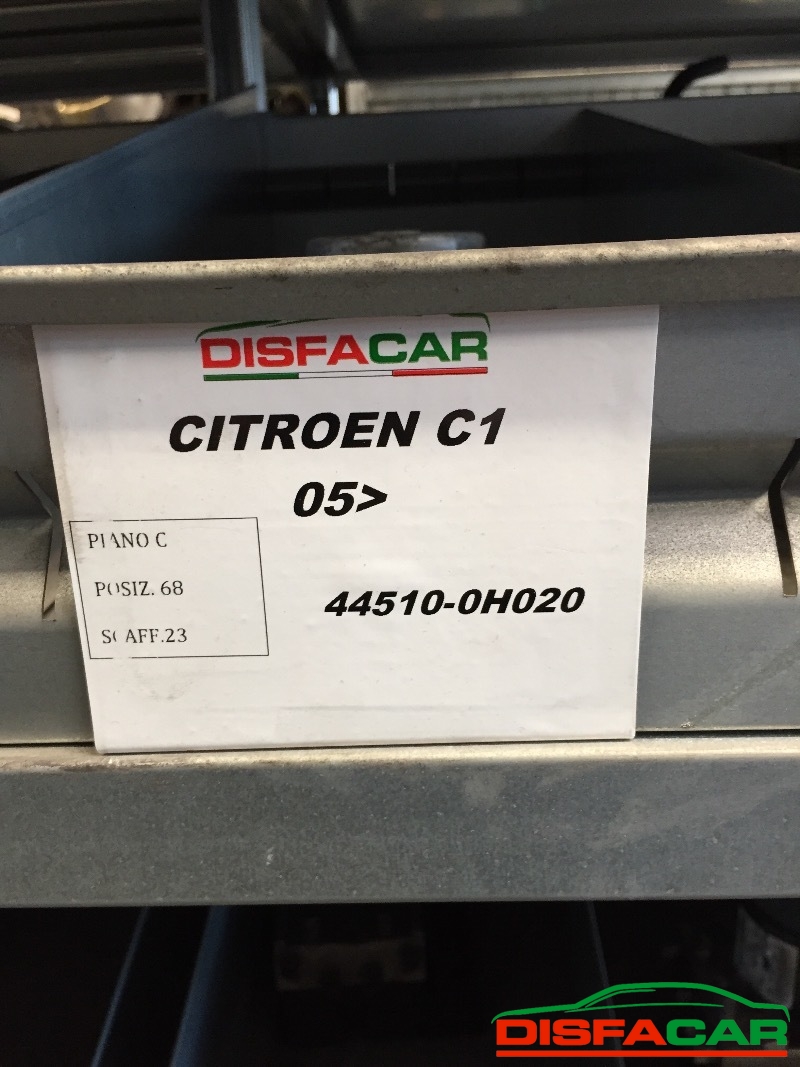 DISFACAR
CITROEN C1
05>
PIANO C
POSIZ. 68
SCAFF.23
44510-0H020
DISFACAR